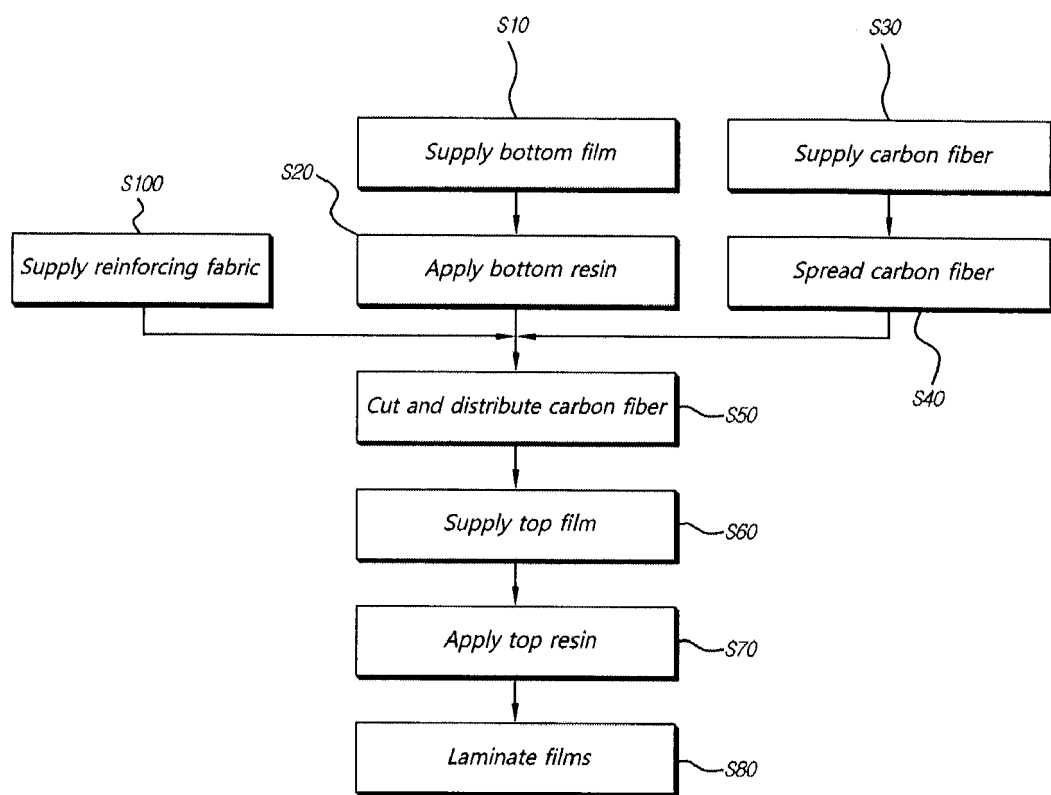 S10
S30
Supply bottom film
Supply carbon fiber
S100
S20
Supply reinforcing fabric
Apply bottom resin
Spread carbon fiber
S40
Cut and distribute carbon fiber
S50
Supply top film
S60
Apply top resin
S70
Laminate films
S80